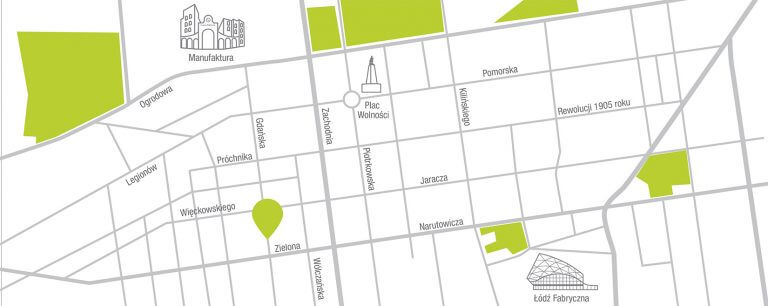 Manufaktura
Ogrodowa
Plac
Wolności
Pomorska
Kilińskiego
Rewolucji 1905 roku
Zachodnia
Gdańska
Próchnika
Legionów
Piotrkowska
Jaracza
Więckowskiego
Narutowicza
Zielona
Wólczańska
Łódź Fabryczna